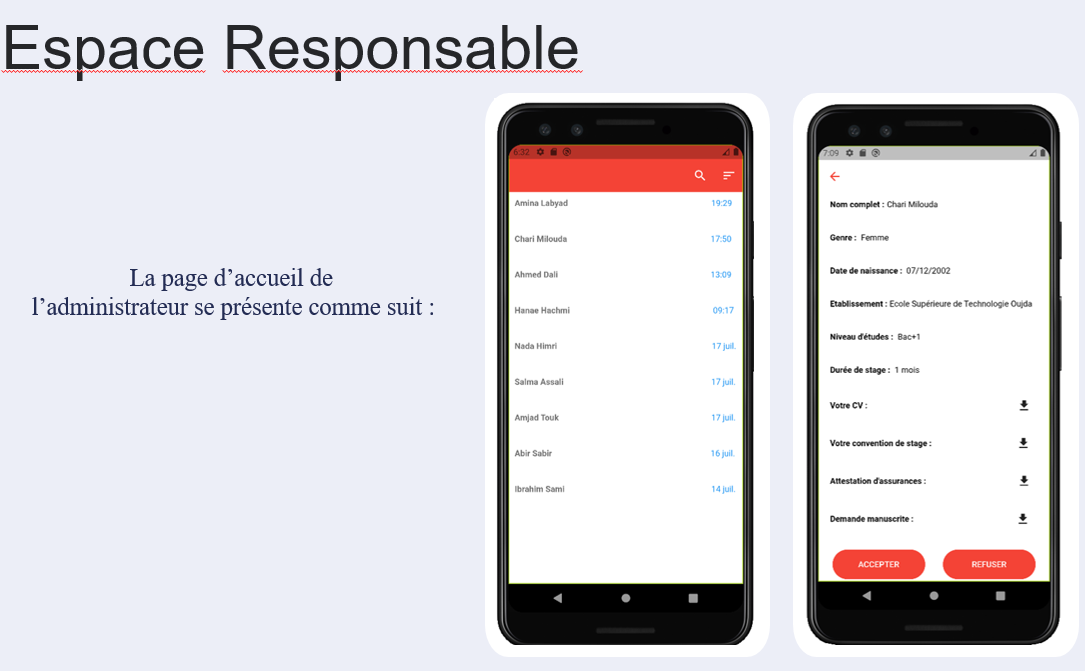 Espace Responsable
La page d’accueil de
l’administrateur se présente comme suit :
6:32
Amina Labyad 19:29
Chari Milouda 17:50
Ahmed Dali 13:09
Hanae Hachmi 09:17
Nada Himri 17 juil.
Salma Assali 17 juil.
Amjad Touk 17 juil.
Abir Sabir 16 juil.
Ibrahim Sami 14 juil.
7:09
Nom complet : Chari Milouda
Genre : Femme
Date de naissance : 07/12/2002
Etablissement : Ecole Supérieure de Technologie Oujda
Niveau d'études : Bac+1
Durée de stage : 1 mois
Votre CV :
Votre convention de stage :
Attestation d'assurances :
Demande manuscrite :
ACCEPTER REFUSER